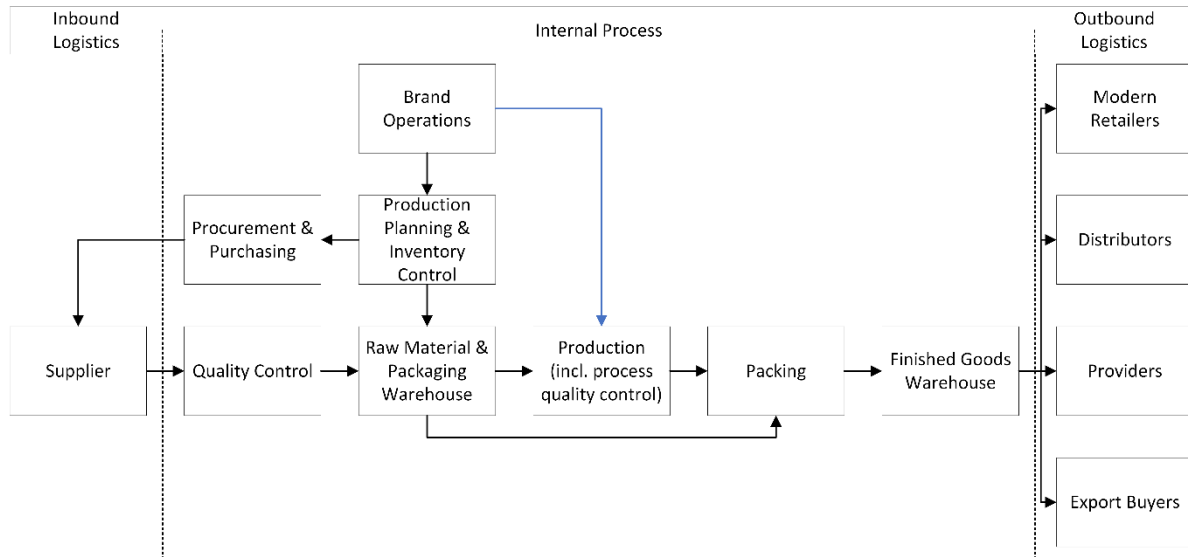 Inbound
Logistics
Internal Process
Outbound
Logistics
Brand
Operations
Modern
Retailers
Procurement &
Purchasing
Production
Planning &
Inventory
Control
Distributors
Supplier
Quality Control
Raw Material &
Packaging
Warehouse
Production
(incl. process
quality control)
Packing
Finished Goods
Warehouse
Providers
Export Buyers